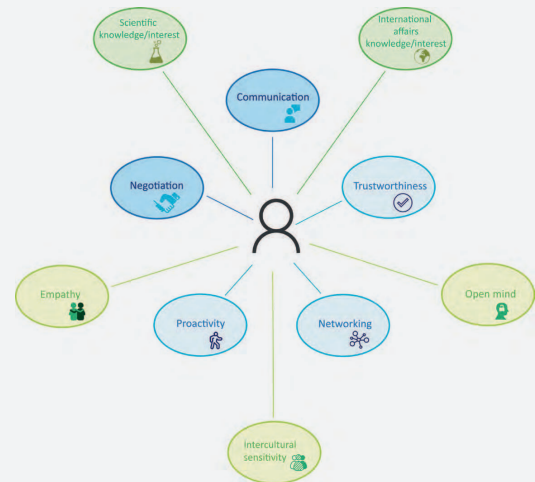 Scientific
knowledge/interest
International
affairs
knowledge/interest
Communication
Negotiation
Trustworthiness
Empathy
Open mind
Proactivity
Networking
Intercultural
sensitivity